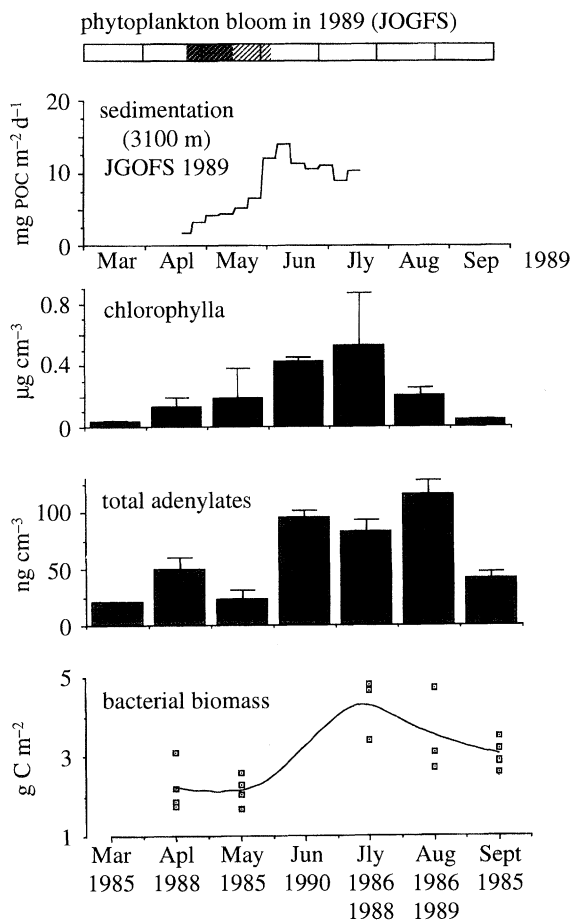 phytoplankton bloom in 1989 (JOGFS)
sedimentation
(3100 m)
JGOFS 1989
mg POC m⁻² d⁻¹
20
10
0
Mar Apl May Jun Jly Aug Sep 1989
chlorophylla
µg cm⁻³
0.8
0.4
0
total adenylates
ng cm⁻³
100
50
0
bacterial biomass
g C m⁻²
5
3
1
Mar Apl May Jun Jly Aug Sept
1985 1988 1985 1990 1986 1986 1985
1988 1989